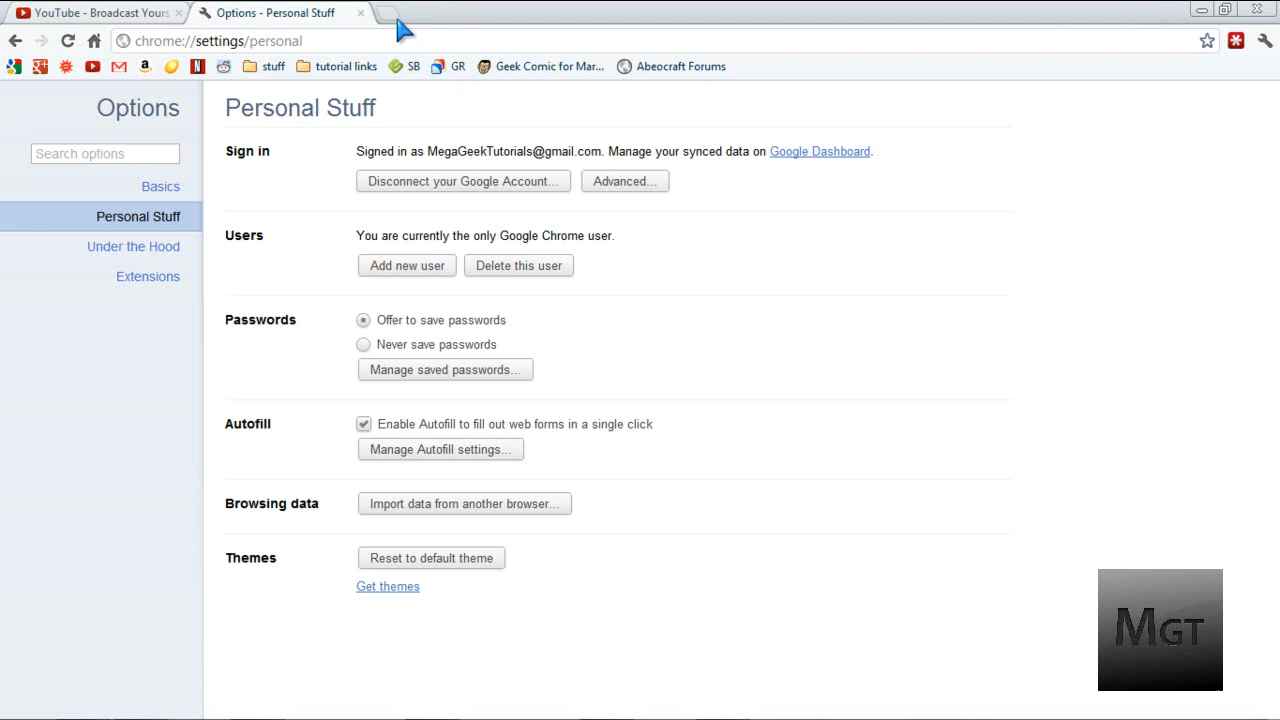 YouTube - Broadcast Yours
Options - Personal Stuff
chrome://settings/personal
stuff
tutorial links
SB
GR
Geek Comic for Mar...
Abeocraft Forums
Options
Search options
Basics
Personal Stuff
Under the Hood
Extensions
Personal Stuff
Sign in
Signed in as MegaGeekTutorials@gmail.com. Manage your synced data on Google Dashboard.
Disconnect your Google Account...
Advanced...
Users
You are currently the only Google Chrome user.
Add new user
Delete this user
Passwords
Offer to save passwords
Never save passwords
Manage saved passwords...
Autofill
Enable Autofill to fill out web forms in a single click
Manage Autofill settings...
Browsing data
Import data from another browser...
Themes
Reset to default theme
Get themes
MGT